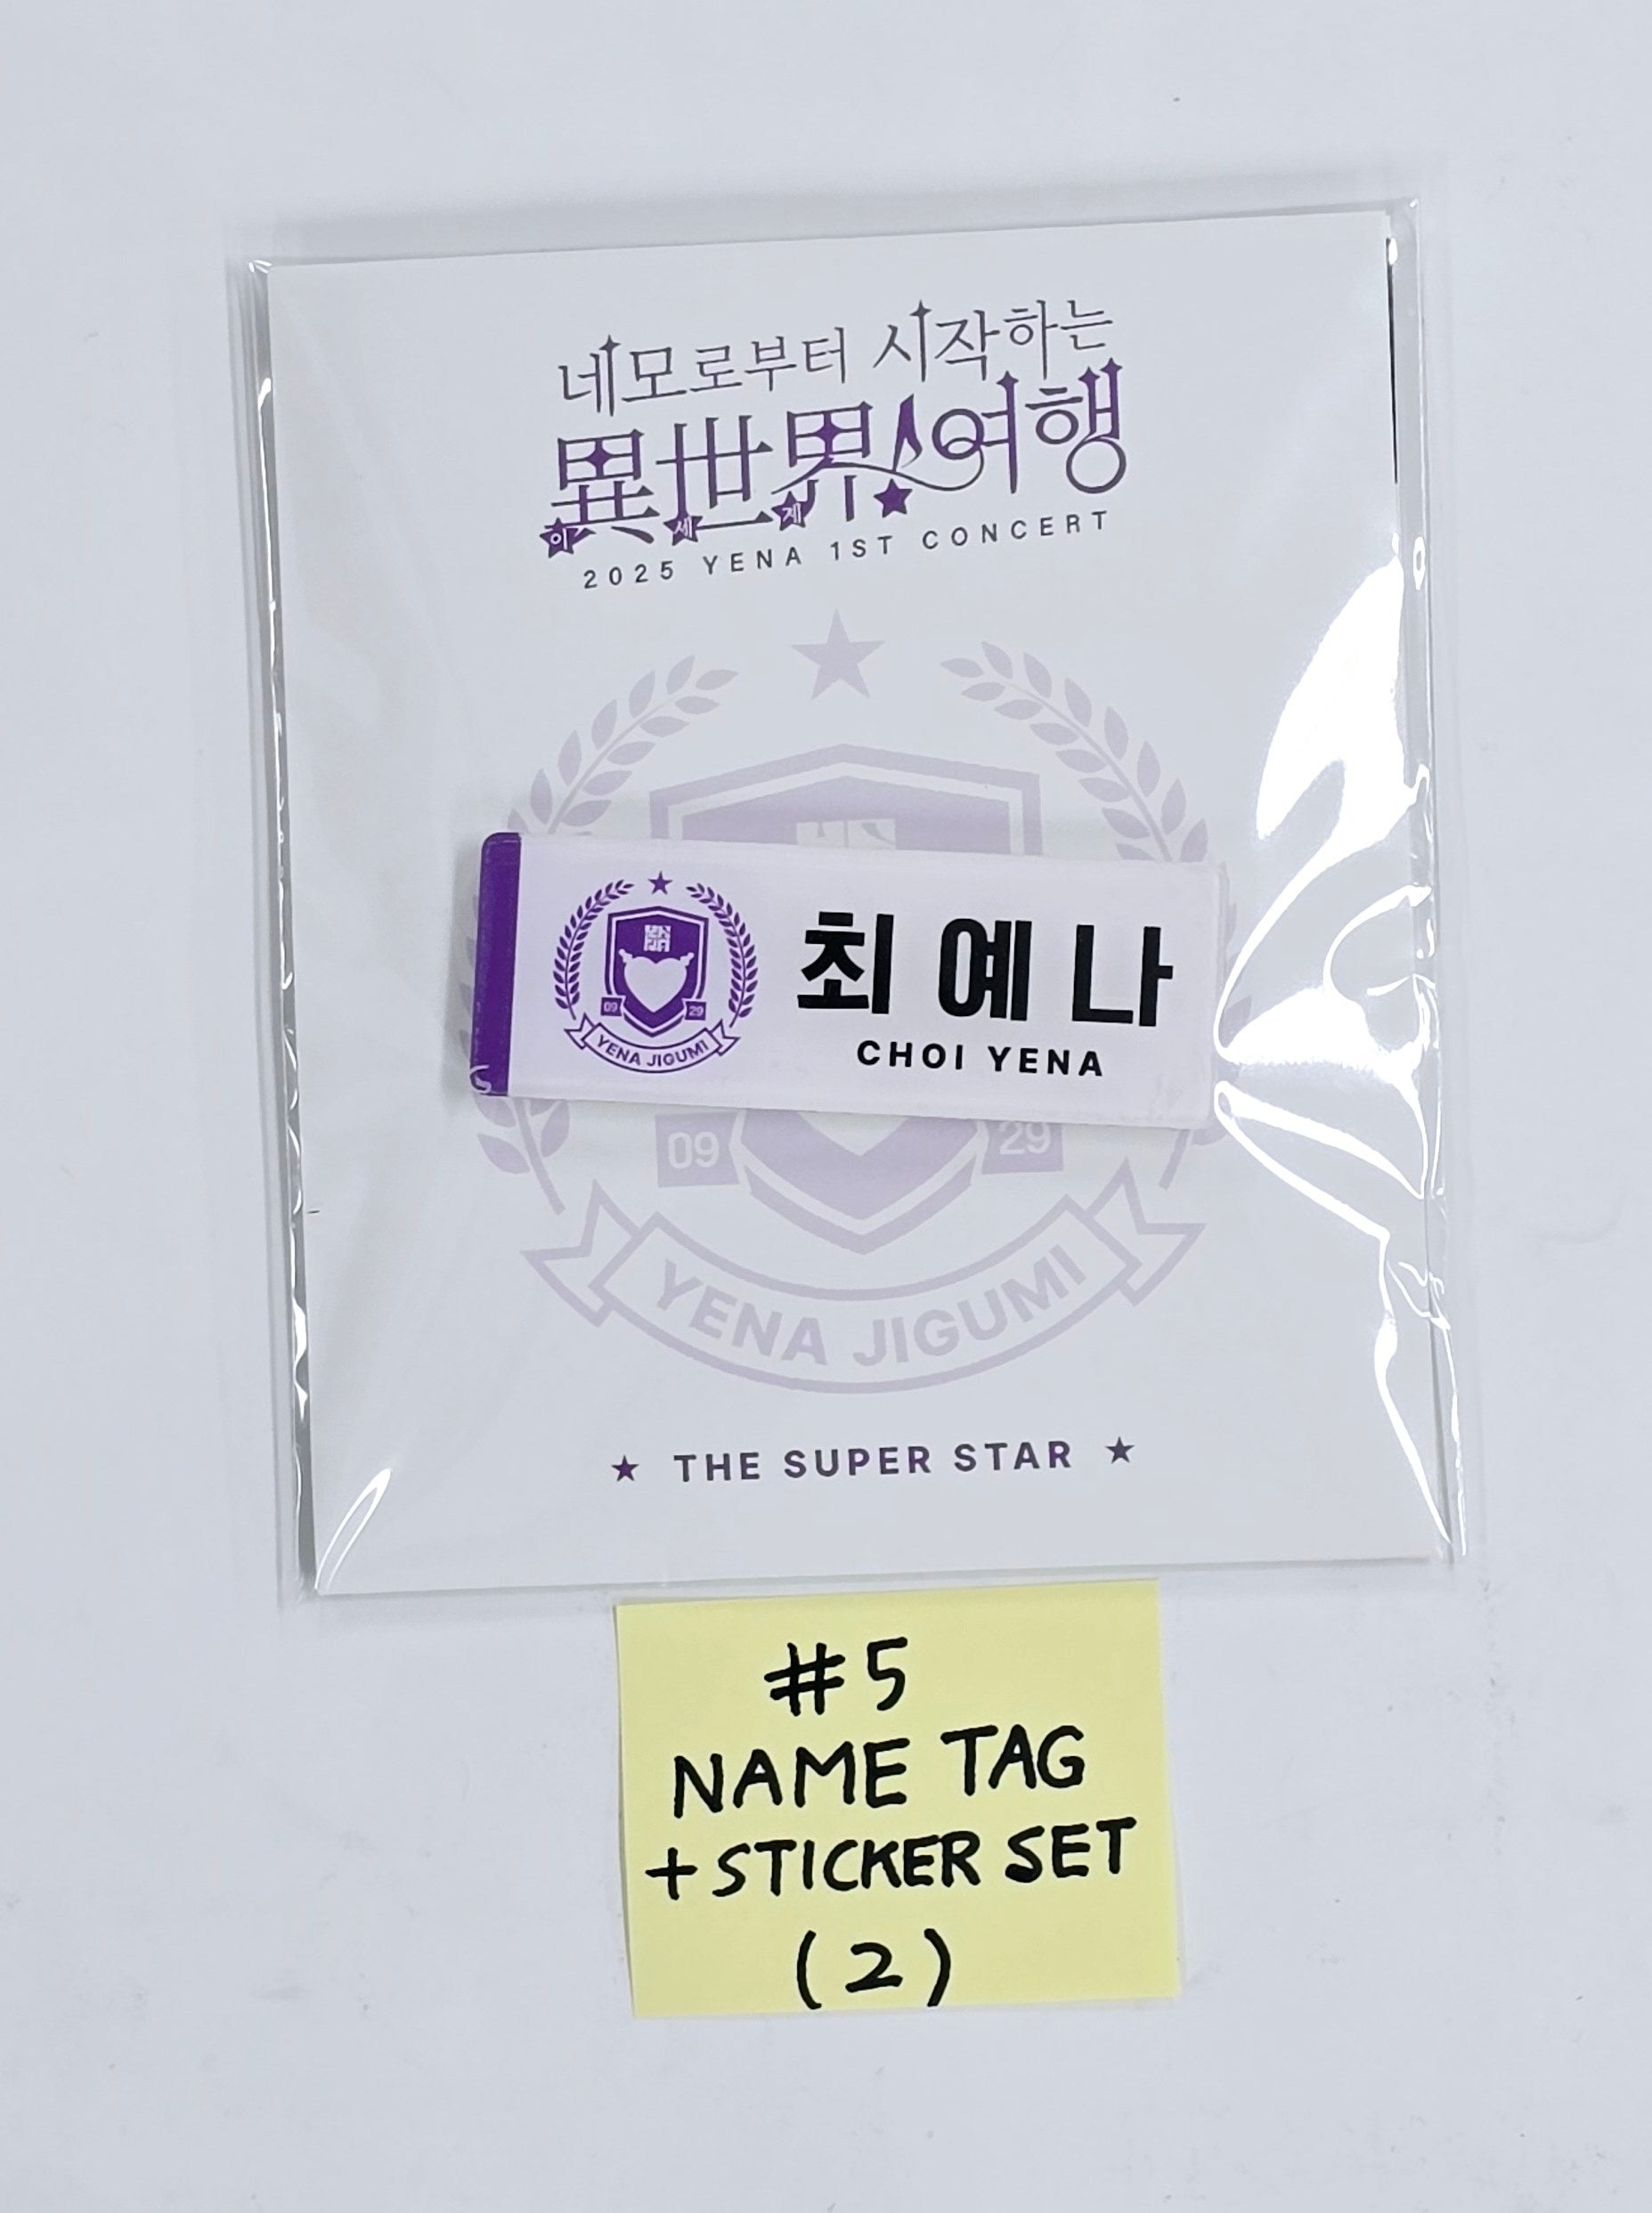 네모로부터 시작하는
異世界 여행
이 세 계
2025 YENA 1ST CONCERT
최예나
CHOI YENA
09 29
YENA JIGUMI
09 29
YENA JIGUMI
★ THE SUPER STAR ★
#5
NAME TAG
+STICKER SET
(2)